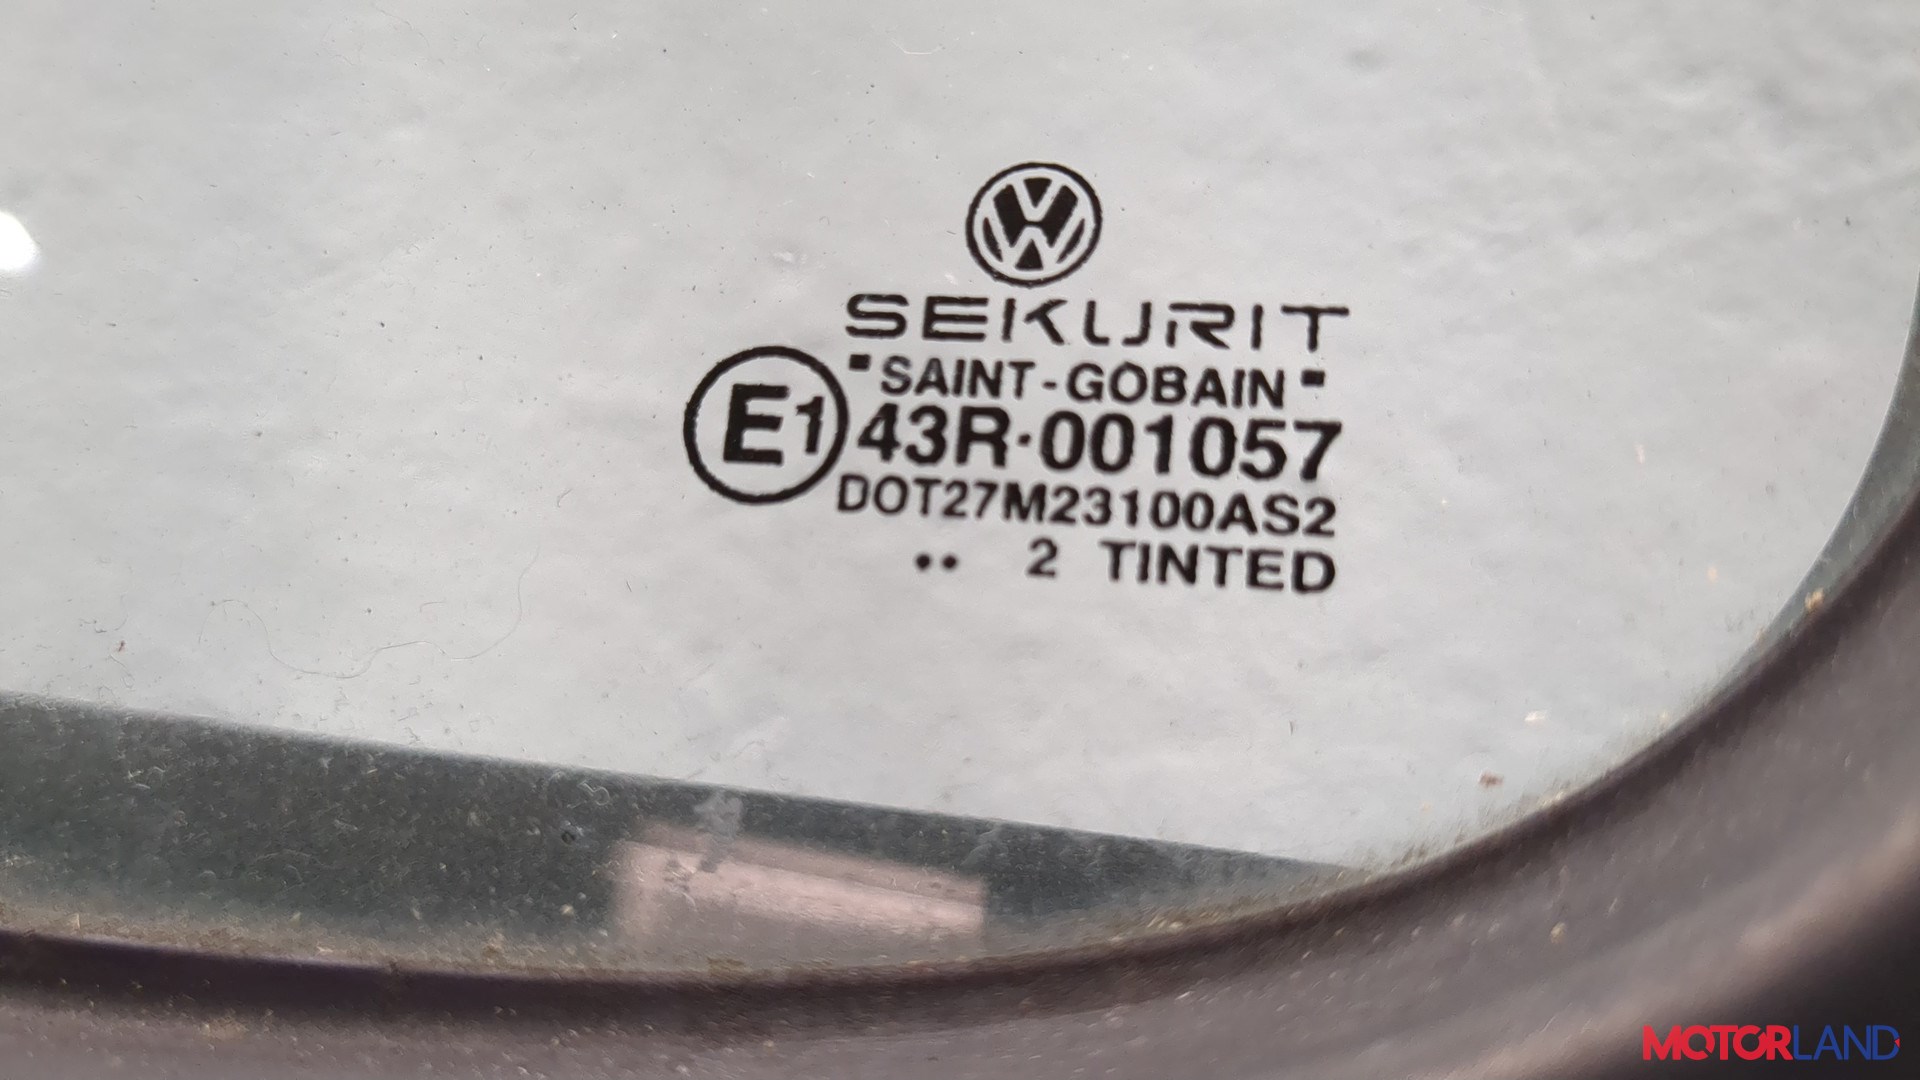 SEKURIT
"SAINT-GOBAIN"
E1 43R·001057
DOT27M23100AS2
.. 2 TINTED
MOTORLAND